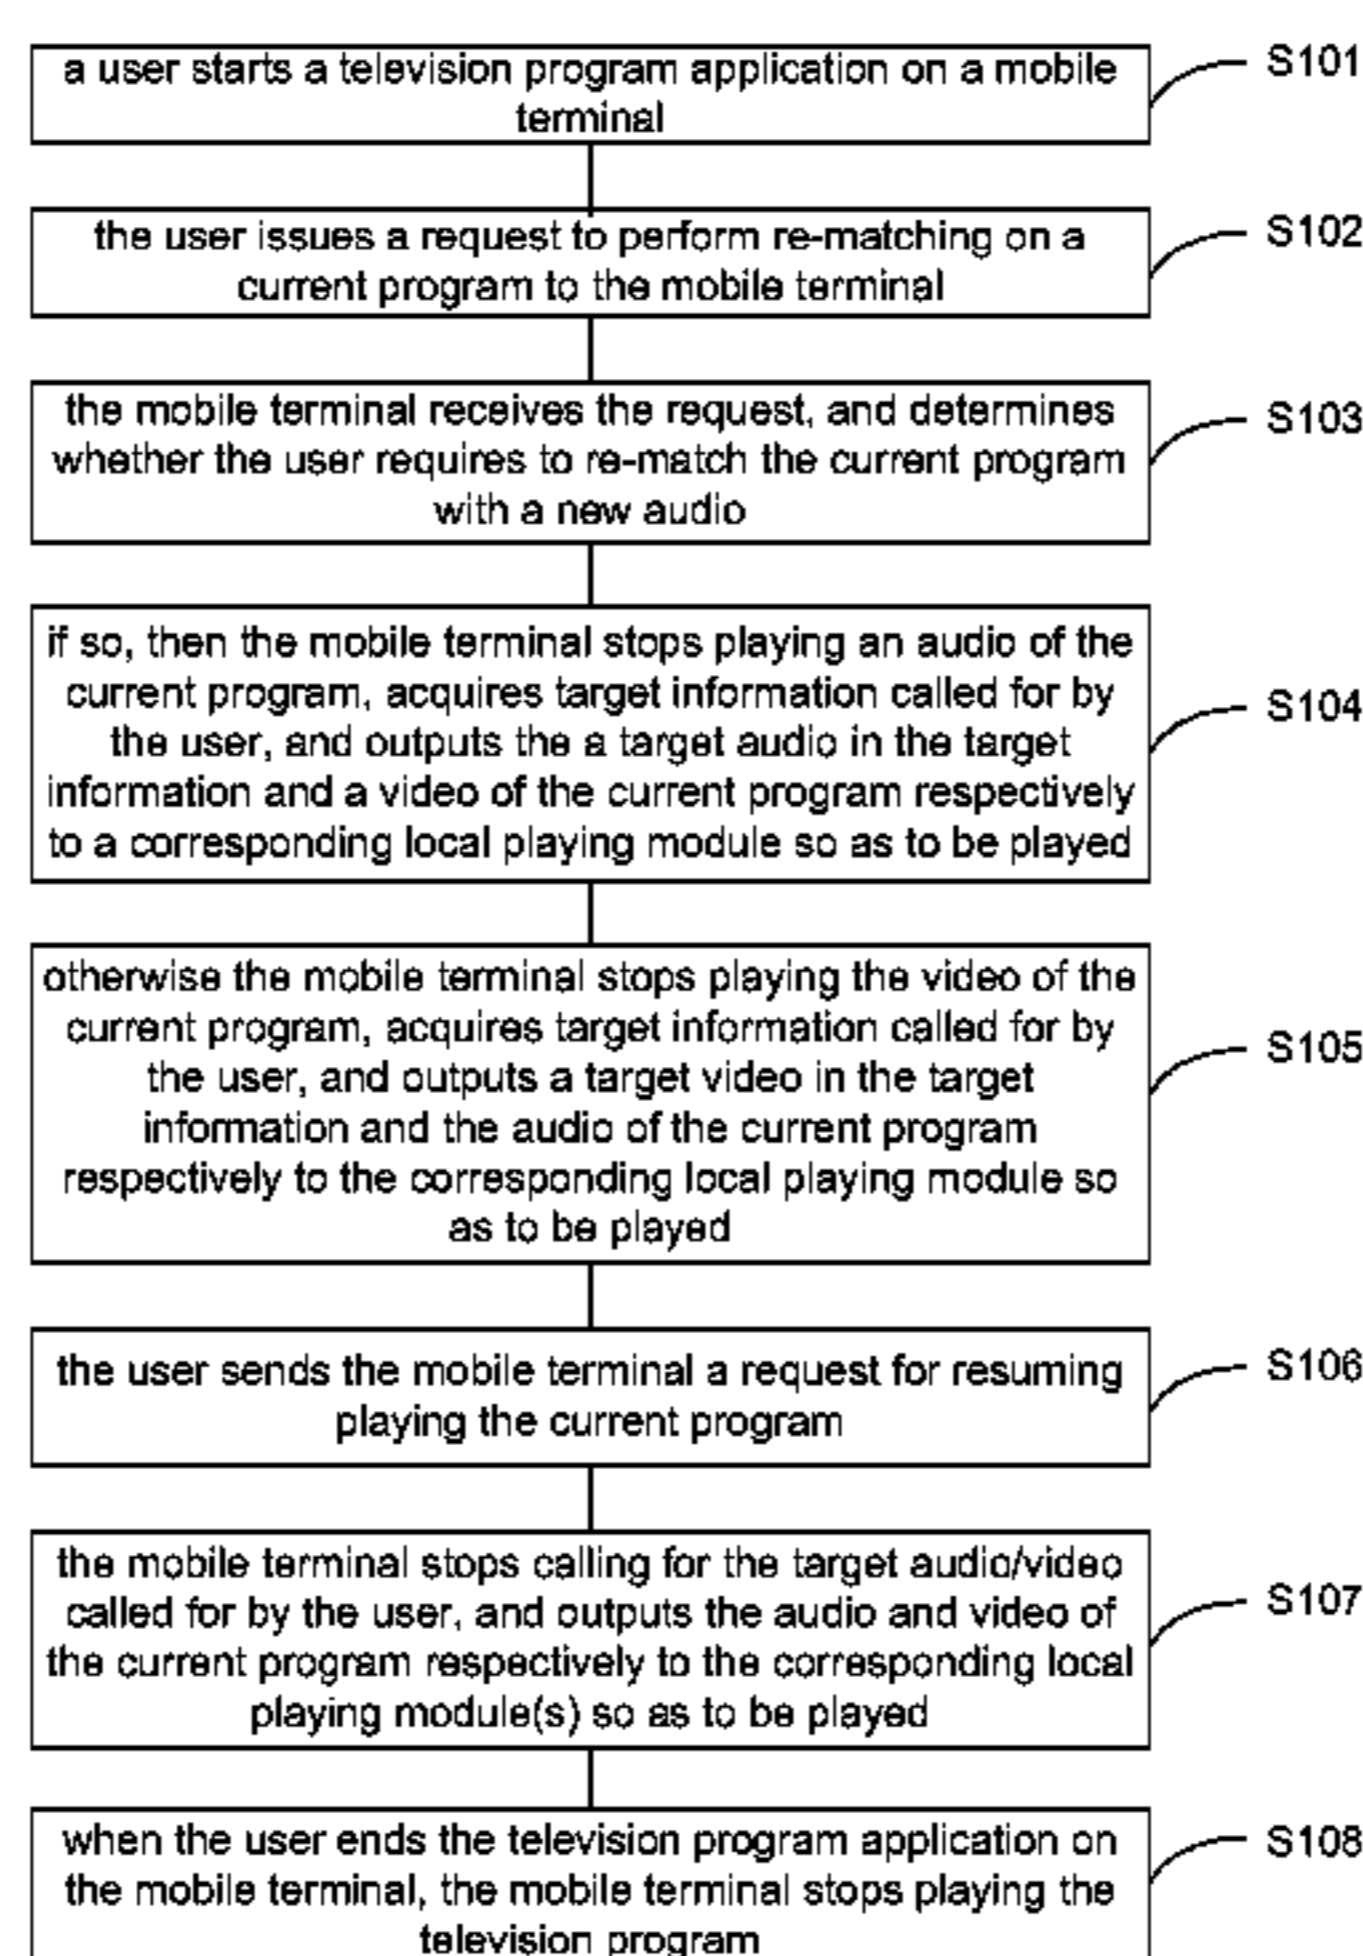 a user starts a television program application on a mobile
terminal
S101
the user issues a request to perform re-matching on a
current program to the mobile terminal
S102
the mobile terminal receives the request, and determines
whether the user requires to re-match the current program
with a new audio
S103
if so, then the mobile terminal stops playing an audio of the
current program, acquires target information called for by
the user, and outputs the a target audio in the target
information and a video of the current program respectively
to a corresponding local playing module so as to be played
S104
otherwise the mobile terminal stops playing the video of the
current program, acquires target information called for by
the user, and outputs a target video in the target
information and the audio of the current program
respectively to the corresponding local playing module so
as to be played
S105
the user sends the mobile terminal a request for resuming
playing the current program
S106
the mobile terminal stops calling for the target audio/video
called for by the user, and outputs the audio and video of
the current program respectively to the corresponding local
playing module(s) so as to be played
S107
when the user ends the television program application on
the mobile terminal, the mobile terminal stops playing the
television program
S108